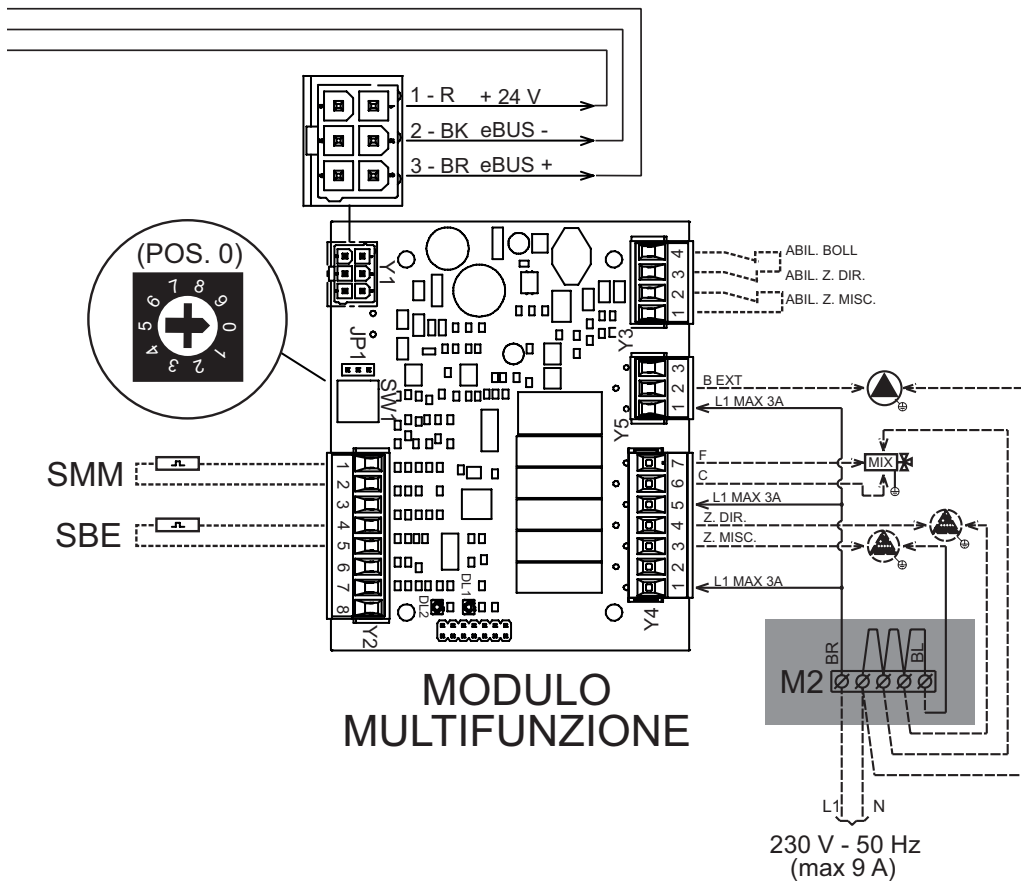 1 - R + 24 V
2 - BK eBUS -
3 - BR eBUS +
(POS. 0)
0 1 2 3 4 5 6 7 8 9
Y1
JP1
SW1
4
3
2
1
Y3
ABIL. BOLL
ABIL. Z. DIR.
ABIL. Z. MISC.
3
2
1
Y5
B EXT
L1 MAX 3A
SMM
SBE
1
2
3
4
5
6
7
8
Y2
DL2
DL1
7
6
5
4
3
2
1
Y4
F
C
L1 MAX 3A
Z. DIR.
Z. MISC.
L1 MAX 3A
MIX
MODULO
MULTIFUNZIONE
M2
BR
BL
L1 N
230 V - 50 Hz
(max 9 A)